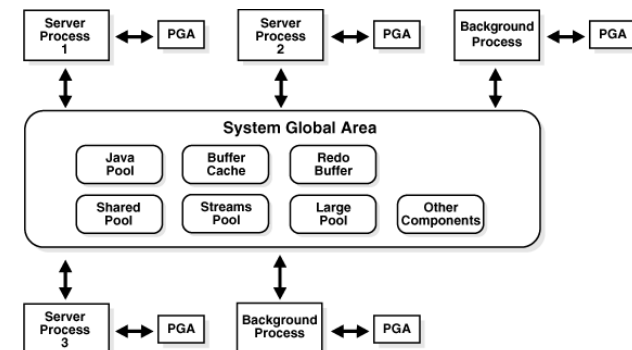 Server
Process
1
PGA
Server
Process
2
PGA
Background
Process
PGA
System Global Area
Java
Pool
Buffer
Cache
Redo
Buffer
Shared
Pool
Streams
Pool
Large
Pool
Other
Components
Server
Process
3
PGA
Background
Process
PGA